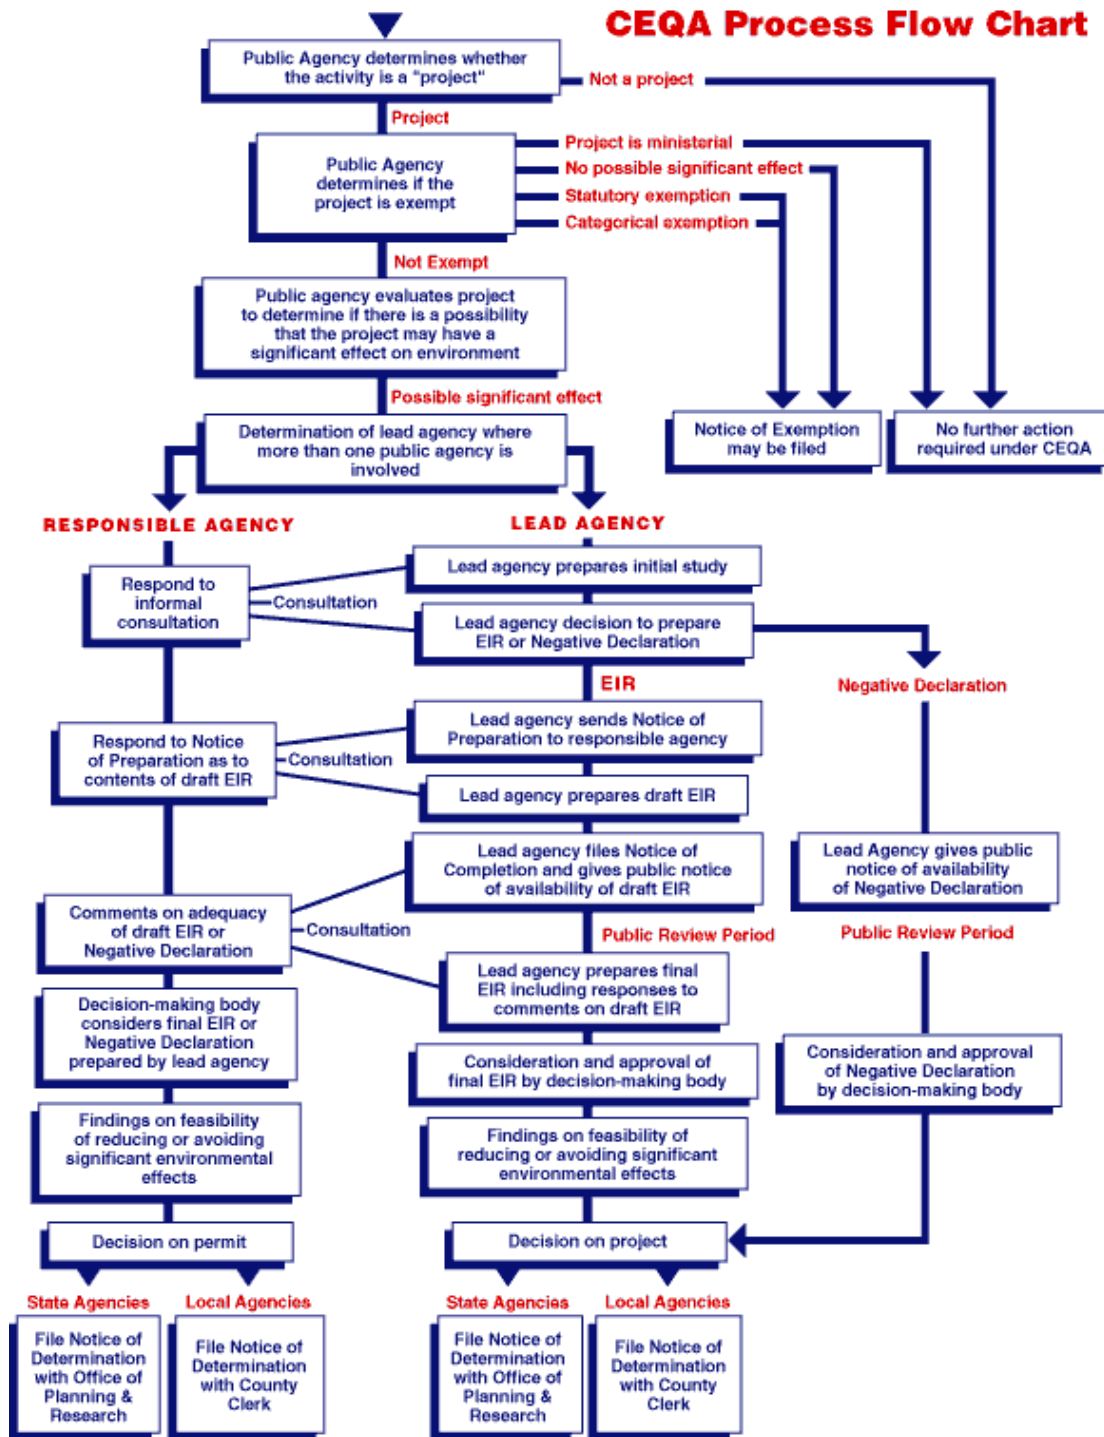 CEQA Process Flow Chart
Public Agency determines whether
the activity is a "project"
Not a project
Project
Public Agency
determines if the
project is exempt
Project is ministerial
No possible significant effect
Statutory exemption
Categorical exemption
Not Exempt
Public agency evaluates project
to determine if there is a possibility
that the project may have a
significant effect on environment
Possible significant effect
Notice of Exemption
may be filed
No further action
required under CEQA
Determination of lead agency where
more than one public agency is
involved
RESPONSIBLE AGENCY
LEAD AGENCY
Respond to
informal
consultation
Consultation
Lead agency prepares initial study
Lead agency decision to prepare
EIR or Negative Declaration
EIR
Negative Declaration
Respond to Notice
of Preparation as to
contents of draft EIR
Consultation
Lead agency sends Notice of
Preparation to responsible agency
Lead agency prepares draft EIR
Lead agency files Notice of
Completion and gives public notice
of availability of draft EIR
Lead Agency gives public
notice of availability
of Negative Declaration
Comments on adequacy
of draft EIR or
Negative Declaration
Consultation
Public Review Period
Public Review Period
Lead agency prepares final
EIR including responses to
comments on draft EIR
Decision-making body
considers final EIR or
Negative Declaration
prepared by lead agency
Consideration and approval of
final EIR by decision-making body
Consideration and approval
of Negative Declaration
by decision-making body
Findings on feasibility
of reducing or avoiding
significant environmental
effects
Findings on feasibility of
reducing or avoiding significant
environmental effects
Decision on permit
Decision on project
State Agencies
Local Agencies
State Agencies
Local Agencies
File Notice of
Determination
with Office of
Planning &
Research
File Notice of
Determination
with County
Clerk
File Notice of
Determination
with Office of
Planning &
Research
File Notice of
Determination
with County
Clerk